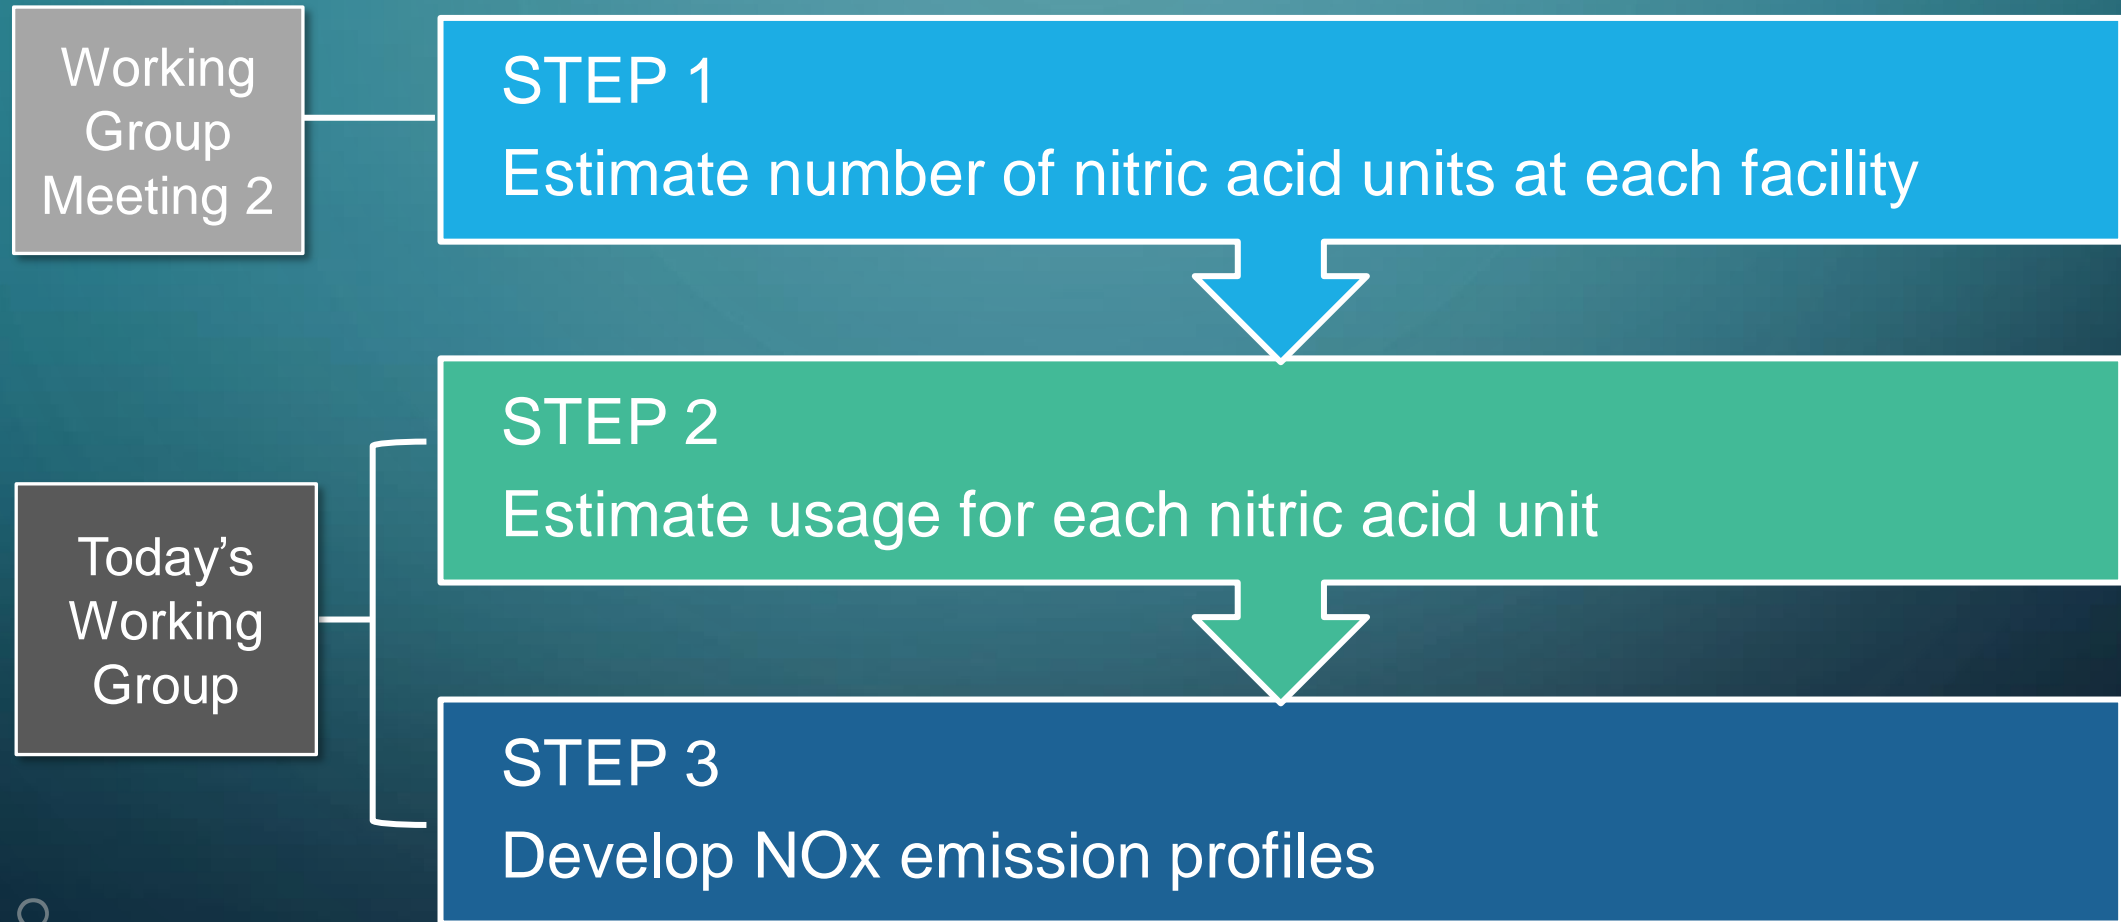 Working
Group
Meeting 2
STEP 1
Estimate number of nitric acid units at each facility
STEP 2
Estimate usage for each nitric acid unit
Today’s
Working
Group
STEP 3
Develop NOx emission profiles